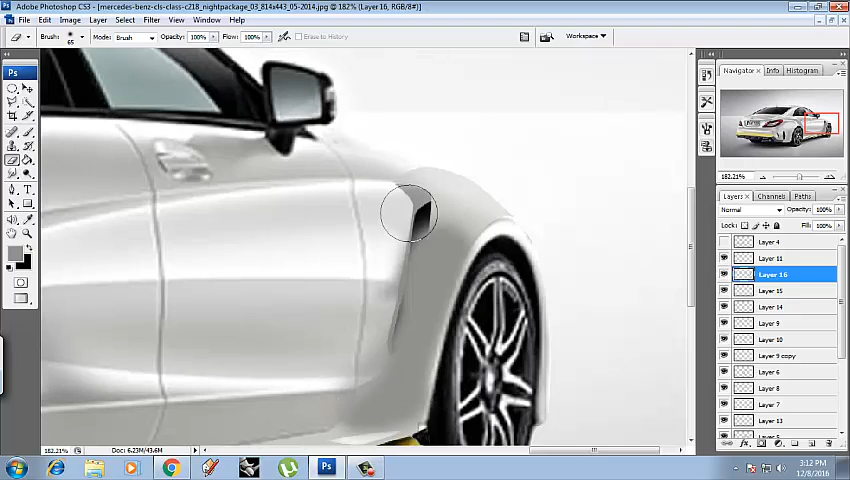 Adobe Photoshop CS3 - [mercedes-benz-cls-class-c218_nightpackage_03_814x443_05-2014.jpg @ 182% (Layer 16, RGB/8#)]
File Edit Image Layer Select Filter View Window Help
Brush: 65 Mode: Brush Opacity: 100% Flow: 100% Erase to History Workspace
Ps
Navigator Info Histogram
182.21%
Layers Channels Paths
Normal Opacity: 100%
Lock: Fill: 100%
Layer 4
Layer 11
Layer 16
Layer 15
Layer 14
Layer 9
Layer 10
Layer 9 copy
Layer 6
Layer 8
Layer 7
Layer 13
182.21% Doc: 6.23M/43.6M
Ps
3:12 PM
12/8/2016